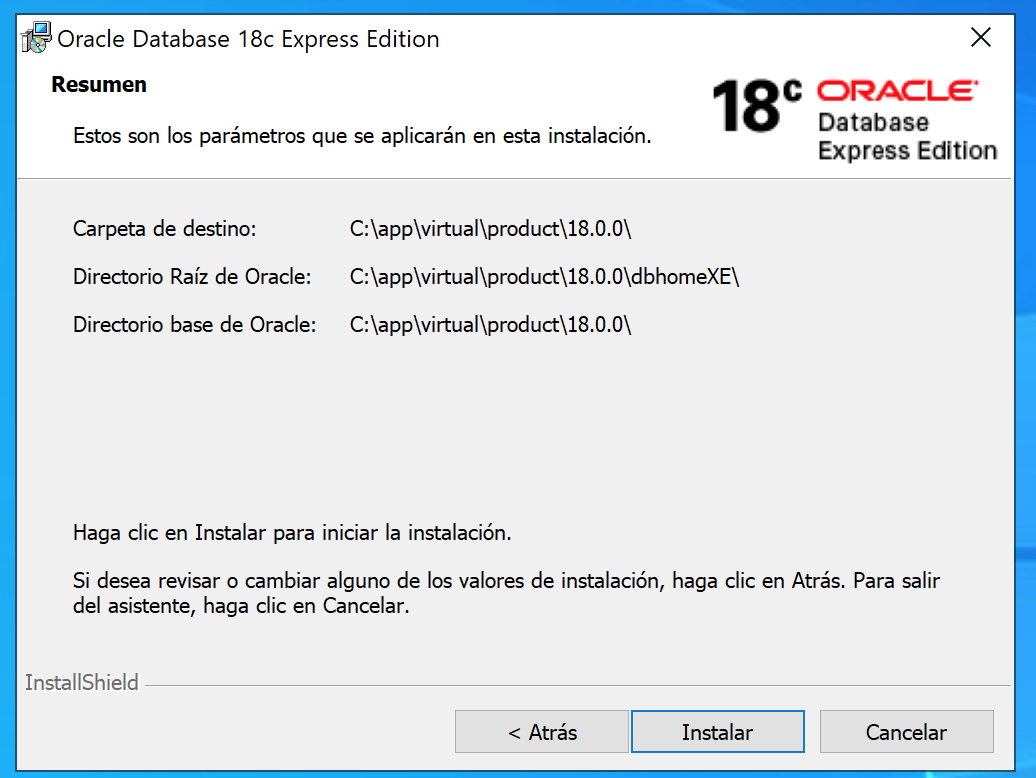 Oracle Database 18c Express Edition
Resumen
Estos son los parámetros que se aplicarán en esta instalación.
18c ORACLE
Database
Express Edition
Carpeta de destino: C:\app\virtual\product\18.0.0\
Directorio Raíz de Oracle: C:\app\virtual\product\18.0.0\dbhomeXE\
Directorio base de Oracle: C:\app\virtual\product\18.0.0\
Haga clic en Instalar para iniciar la instalación.
Si desea revisar o cambiar alguno de los valores de instalación, haga clic en Atrás. Para salir
del asistente, haga clic en Cancelar.
InstallShield
< Atrás Instalar Cancelar